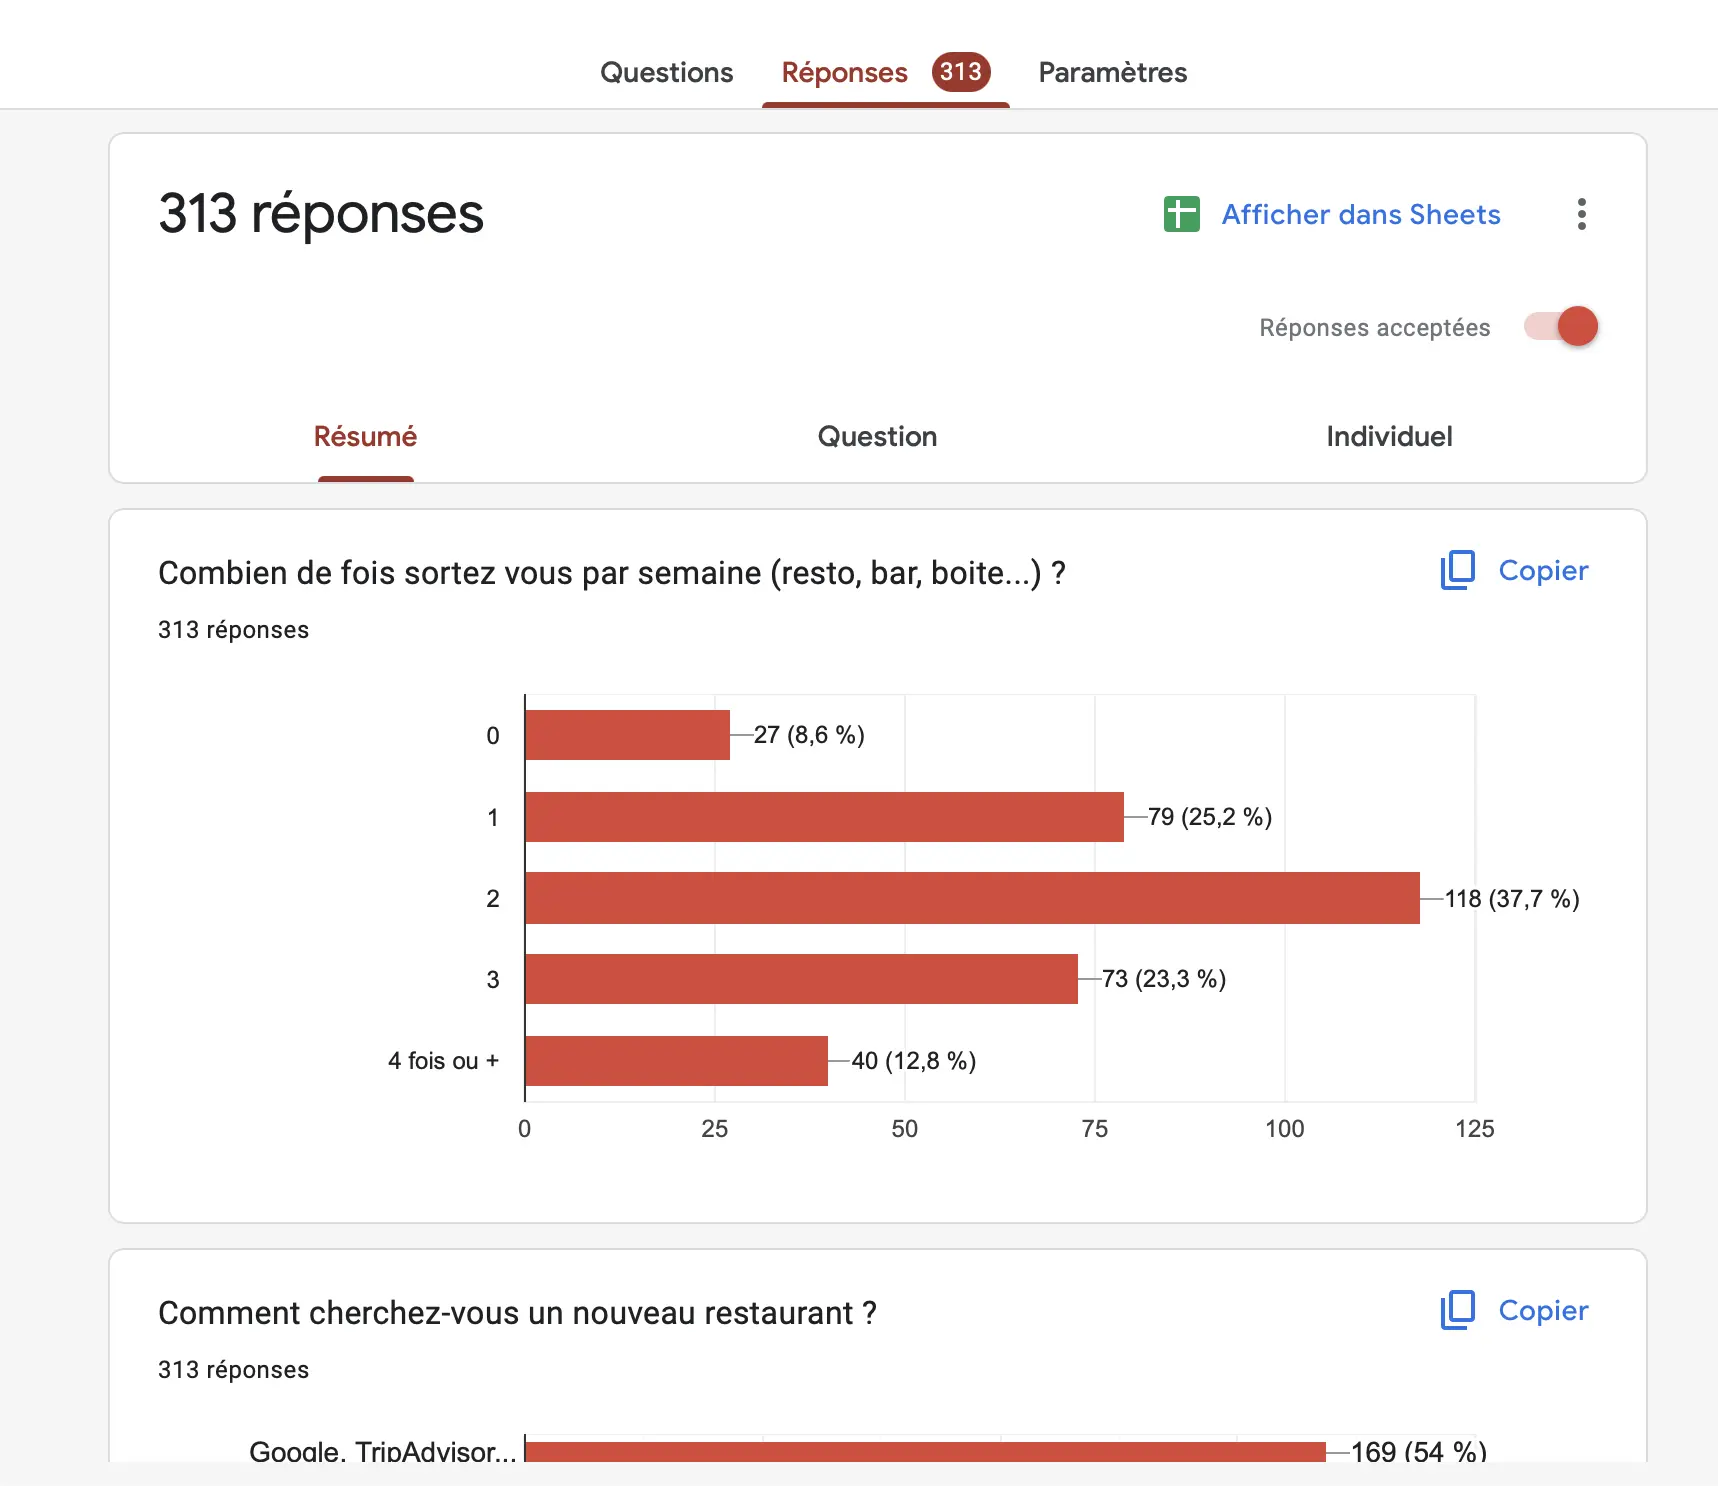 Questions Réponses 313 Paramètres
313 réponses
Afficher dans Sheets
Réponses acceptées
Résumé Question Individuel
Combien de fois sortez vous par semaine (resto, bar, boite...) ?
Copier
313 réponses
0 27 (8,6 %)
1 79 (25,2 %)
2 118 (37,7 %)
3 73 (23,3 %)
4 fois ou + 40 (12,8 %)
0 25 50 75 100 125
Comment cherchez-vous un nouveau restaurant ?
Copier
313 réponses
Google, TripAdvisor... 169 (54 %)